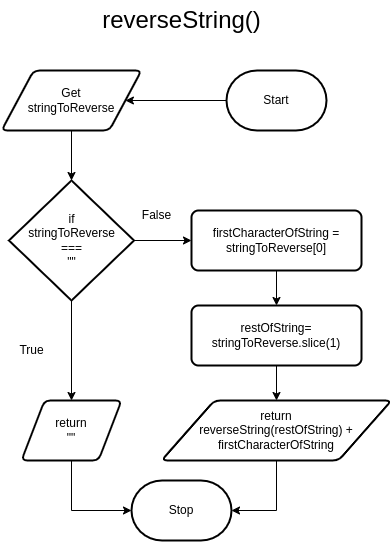 reverseString()
Get
stringToReverse
Start
if
stringToReverse
===
""
False
firstCharacterOfString =
stringToReverse[0]
restOfString=
stringToReverse.slice(1)
True
return
""
return
reverseString(restOfString) +
firstCharacterOfString
Stop